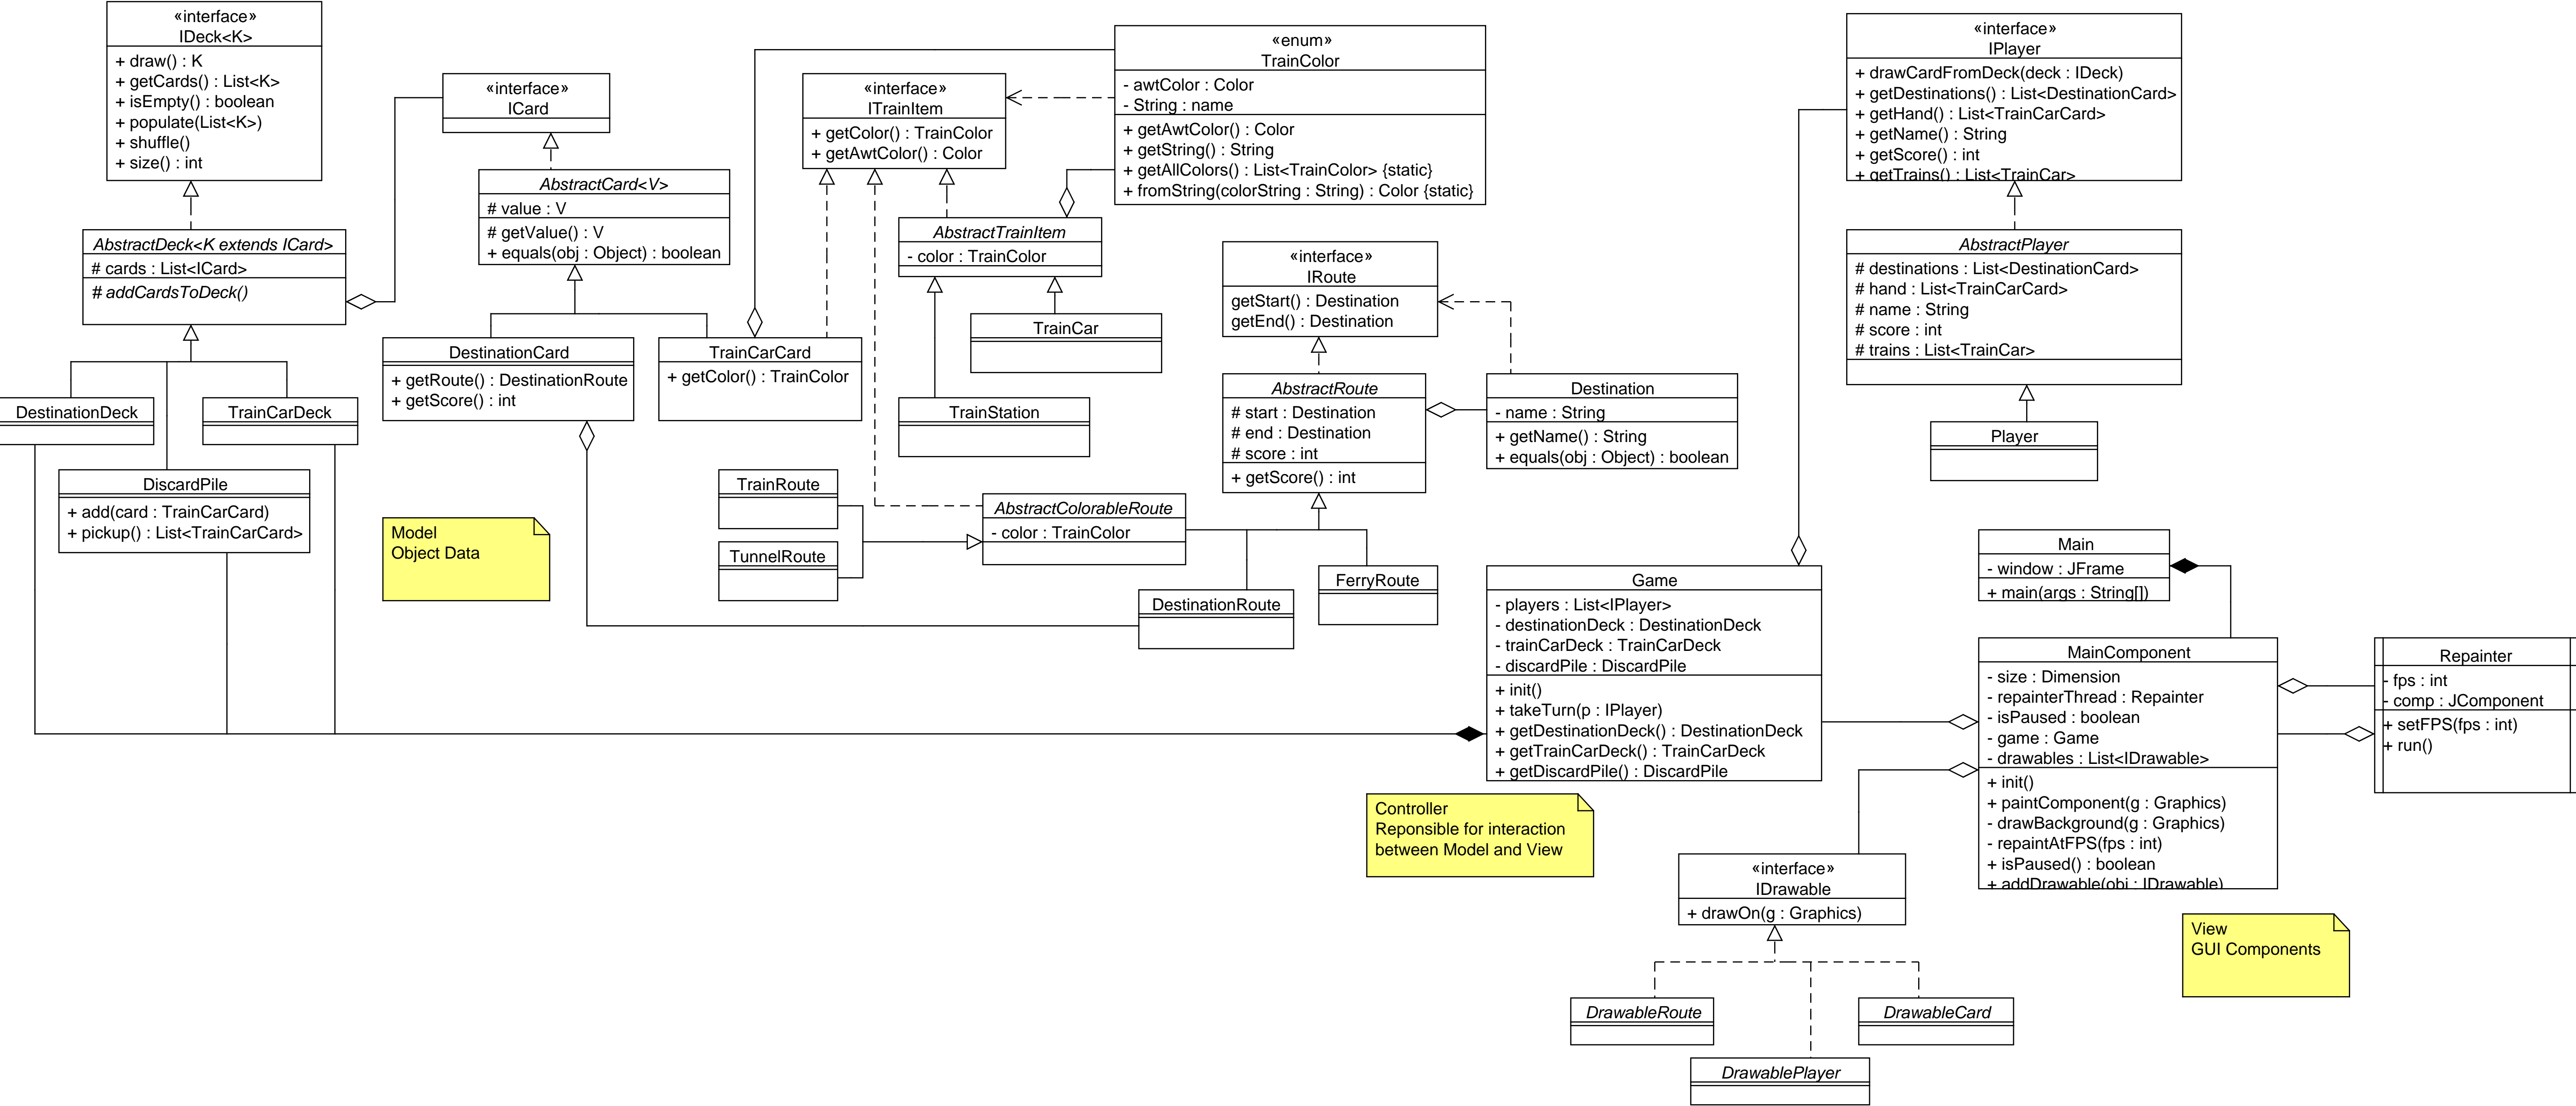 «interface»
IDeck<K>
+ draw() : K
+ getCards() : List<K>
+ isEmpty() : boolean
+ populate(List<K>)
+ shuffle()
+ size() : int
«interface»
ICard
AbstractCard<V>
# value : V
# getValue() : V
+ equals(obj : Object) : boolean
AbstractDeck<K extends ICard>
# cards : List<ICard>
# addCardsToDeck()
DestinationDeck
TrainCarDeck
DiscardPile
+ add(card : TrainCarCard)
+ pickup() : List<TrainCarCard>
DestinationCard
+ getRoute() : DestinationRoute
+ getScore() : int
TrainCarCard
+ getColor() : TrainColor
Model
Object Data
«interface»
ITrainItem
+ getColor() : TrainColor
+ getAwtColor() : Color
«enum»
TrainColor
- awtColor : Color
- String : name
+ getAwtColor() : Color
+ getString() : String
+ getAllColors() : List<TrainColor> {static}
+ fromString(colorString : String) : Color {static}
AbstractTrainItem
- color : TrainColor
TrainCar
TrainStation
«interface»
IRoute
getStart() : Destination
getEnd() : Destination
AbstractRoute
# start : Destination
# end : Destination
# score : int
+ getScore() : int
Destination
- name : String
+ getName() : String
+ equals(obj : Object) : boolean
TrainRoute
TunnelRoute
AbstractColorableRoute
- color : TrainColor
DestinationRoute
FerryRoute
«interface»
IPlayer
+ drawCardFromDeck(deck : IDeck)
+ getDestinations() : List<DestinationCard>
+ getHand() : List<TrainCarCard>
+ getName() : String
+ getScore() : int
+ getTrains() : List<TrainCar>
AbstractPlayer
# destinations : List<DestinationCard>
# hand : List<TrainCarCard>
# name : String
# score : int
# trains : List<TrainCar>
Player
Game
- players : List<IPlayer>
- destinationDeck : DestinationDeck
- trainCarDeck : TrainCarDeck
- discardPile : DiscardPile
+ init()
+ takeTurn(p : IPlayer)
+ getDestinationDeck() : DestinationDeck
+ getTrainCarDeck() : TrainCarDeck
+ getDiscardPile() : DiscardPile
Controller
Reponsible for interaction
between Model and View
Main
- window : JFrame
+ main(args : String[])
MainComponent
- size : Dimension
- repainterThread : Repainter
- isPaused : boolean
- game : Game
- drawables : List<IDrawable>
+ init()
+ paintComponent(g : Graphics)
- drawBackground(g : Graphics)
- repaintAtFPS(fps : int)
+ isPaused() : boolean
+ addDrawable(obj : IDrawable)
Repainter
- fps : int
- comp : JComponent
+ setFPS(fps : int)
+ run()
«interface»
IDrawable
+ drawOn(g : Graphics)
DrawableRoute
DrawableCard
DrawablePlayer
View
GUI Components